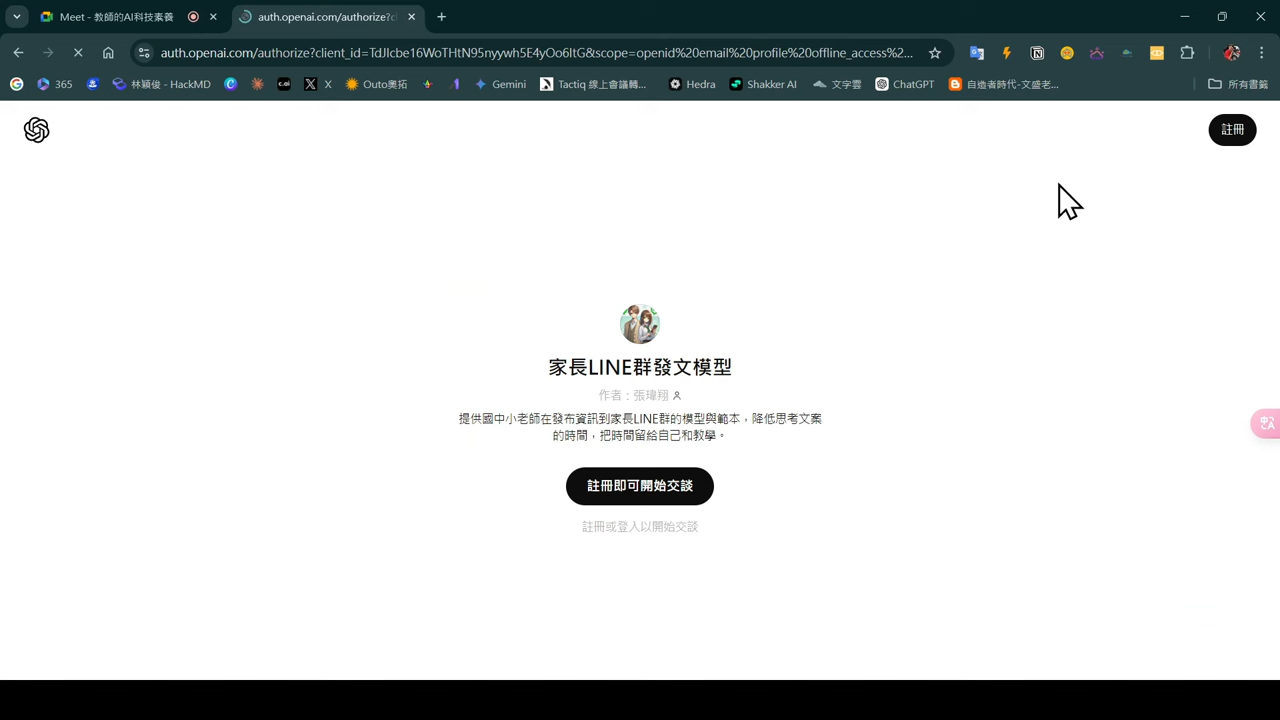 Meet - 教師的AI科技素養
auth.openai.com/authorize?cl
auth.openai.com/authorize?client_id=TdJIcbe16WoTHtN95nyywh5E4yOo6ItG&scope=openid%20email%20profile%20offline_access%2...
365
林穎俊 - HackMD
c.ai
X
Outo奧拓
Gemini
Tactiq 線上會議轉...
Hedra
Shakker AI
文字雲
ChatGPT
自造者時代-文盛老...
所有書籤
註冊
家長LINE群發文模型
作者：張瑋翔
提供國中小老師在發布資訊到家長LINE群的模型與範本，降低思考文案
的時間，把時間留給自己和教學。
註冊即可開始交談
註冊或登入以開始交談